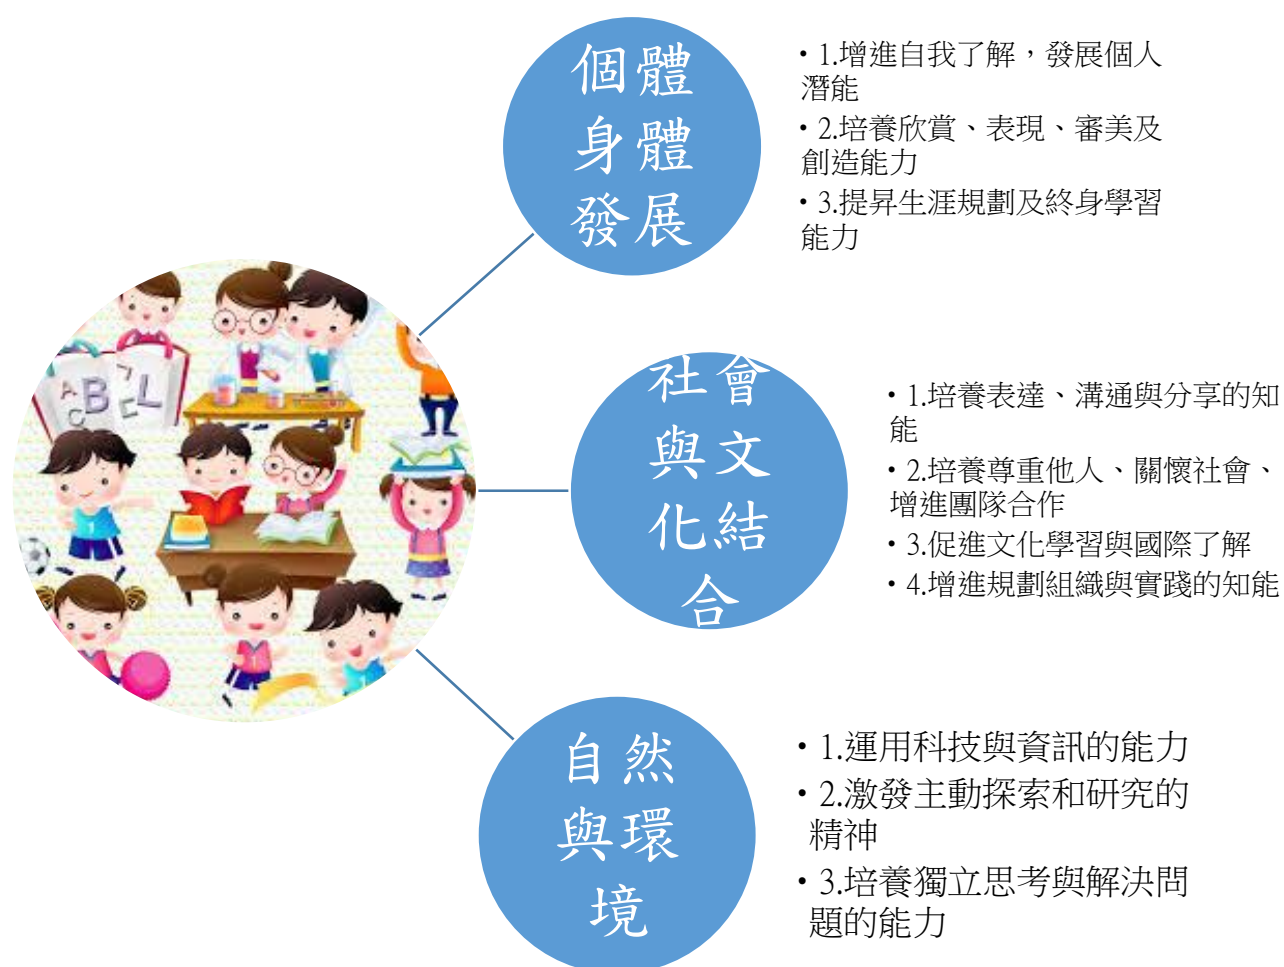 個體
身體
發展
• 1.增進自我了解，發展個人
潛能
• 2.培養欣賞、表現、審美及
創造能力
• 3.提昇生涯規劃及終身學習
能力
社會
與文
化結
合
• 1.培養表達、溝通與分享的知
能
• 2.培養尊重他人、關懷社會、
增進團隊合作
• 3.促進文化學習與國際了解
• 4.增進規劃組織與實踐的知能
自然
與環
境
• 1.運用科技與資訊的能力
• 2.激發主動探索和研究的
精神
• 3.培養獨立思考與解決問
題的能力
A
B
C
L